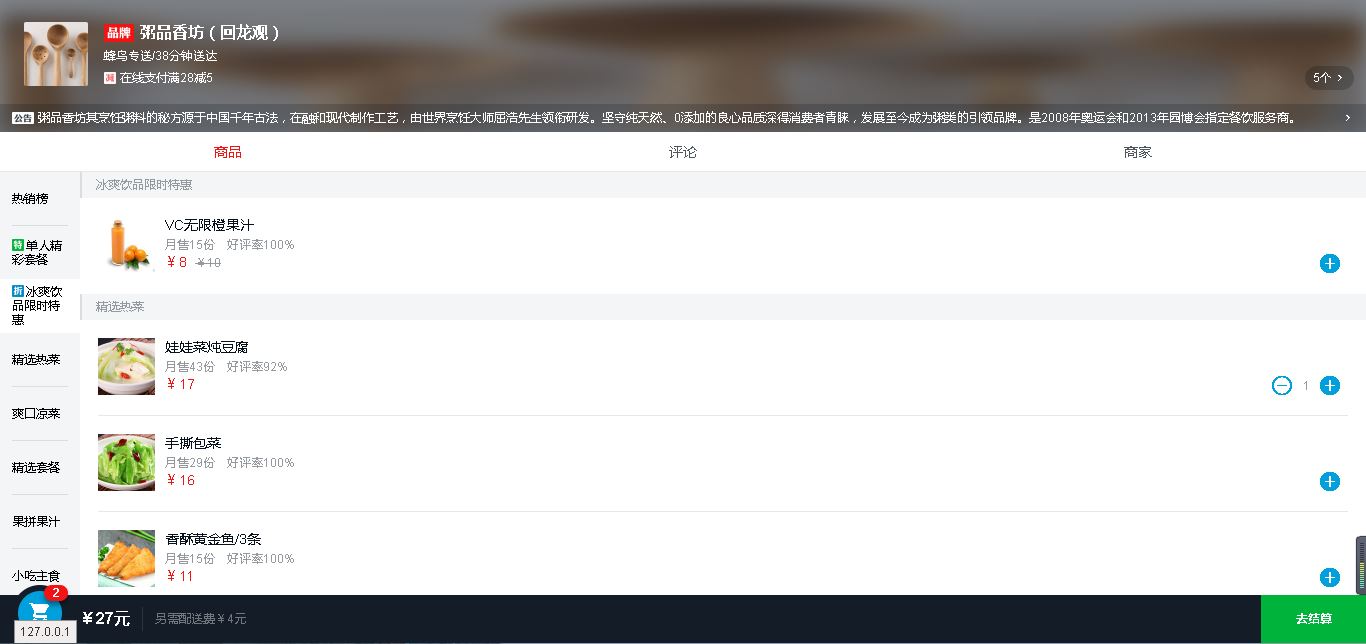 品牌 粥品香坊（回龙观）
蜂鸟专送/38分钟送达
减 在线支付满28减5
5个 >
公告 粥品香坊其烹饪粥料的秘方源于中国千年古法，在融和现代制作工艺，由世界烹饪大师屈浩先生领衔研发。坚守纯天然、0添加的良心品质深得消费者青睐，发展至今成为粥类的引领品牌。是2008年奥运会和2013年园博会指定餐饮服务商。 >
商品 评论 商家
热销榜
特 单人精
彩套餐
折 冰爽饮
品限时特
惠
精选热菜
爽口凉菜
精选套餐
果拼果汁
小吃主食
冰爽饮品限时特惠
VC无限橙果汁
月售15份 好评率100%
￥8 ￥10
精选热菜
娃娃菜炖豆腐
月售43份 好评率92%
￥17
1
手撕包菜
月售29份 好评率100%
￥16
香酥黄金鱼/3条
月售15份 好评率100%
￥11
2
￥27元 另需配送费￥4元 去结算
127.0.0.1